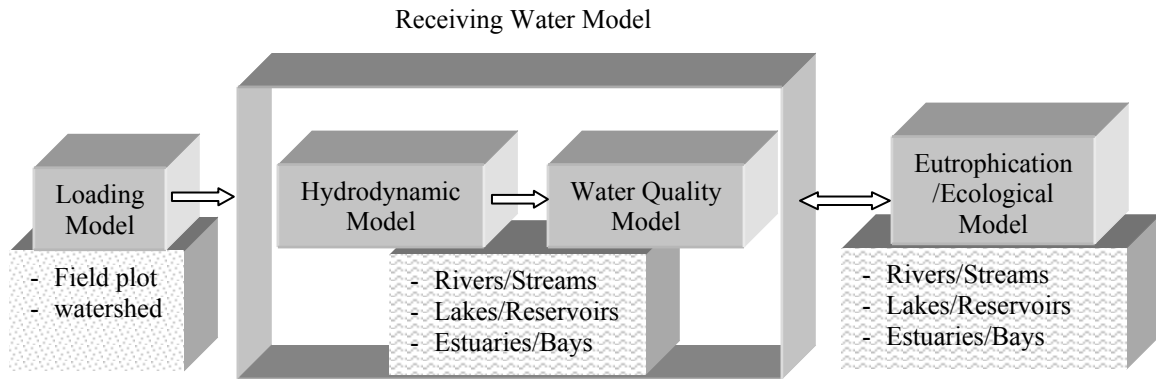 Receiving Water Model
Loading
Model
- Field plot
- watershed
Hydrodynamic
Model
Water Quality
Model
- Rivers/Streams
- Lakes/Reservoirs
- Estuaries/Bays
Eutrophication
/Ecological
Model
- Rivers/Streams
- Lakes/Reservoirs
- Estuaries/Bays